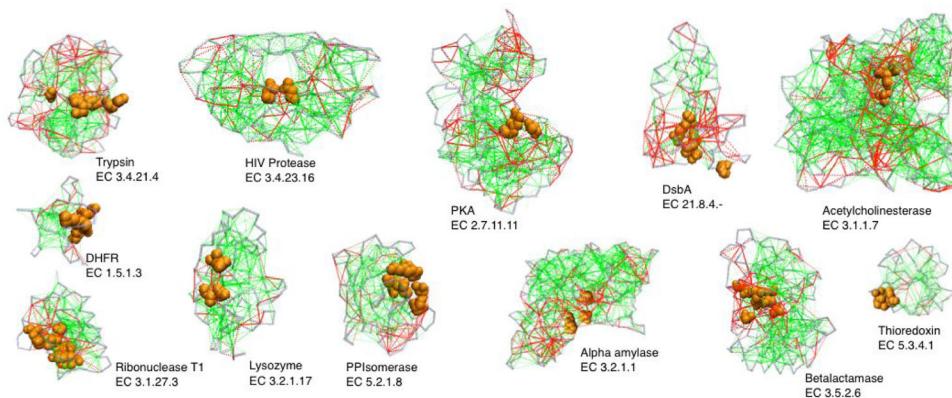 Trypsin
EC 3.4.21.4
HIV Protease
EC 3.4.23.16
PKA
EC 2.7.11.11
DsbA
EC 21.8.4.-
Acetylcholinesterase
EC 3.1.1.7
DHFR
EC 1.5.1.3
Ribonuclease T1
EC 3.1.27.3
Lysozyme
EC 3.2.1.17
PPIsomerase
EC 5.2.1.8
Alpha amylase
EC 3.2.1.1
Betalactamase
EC 3.5.2.6
Thioredoxin
EC 5.3.4.1